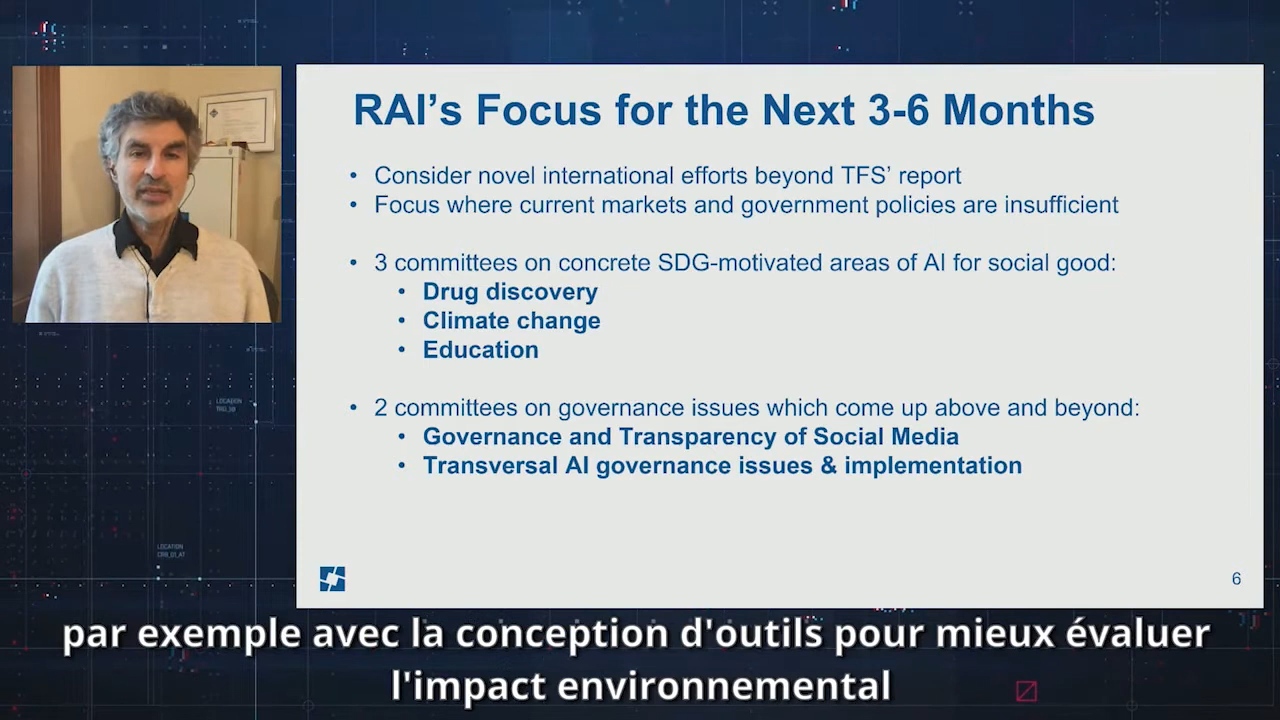 RAI’s Focus for the Next 3-6 Months
• Consider novel international efforts beyond TFS’ report
• Focus where current markets and government policies are insufficient
• 3 committees on concrete SDG-motivated areas of AI for social good:
• Drug discovery
• Climate change
• Education
• 2 committees on governance issues which come up above and beyond:
• Governance and Transparency of Social Media
• Transversal AI governance issues & implementation
6
LOCATION
LOCATION
par exemple avec la conception d'outils pour mieux évaluer
l'impact environnemental